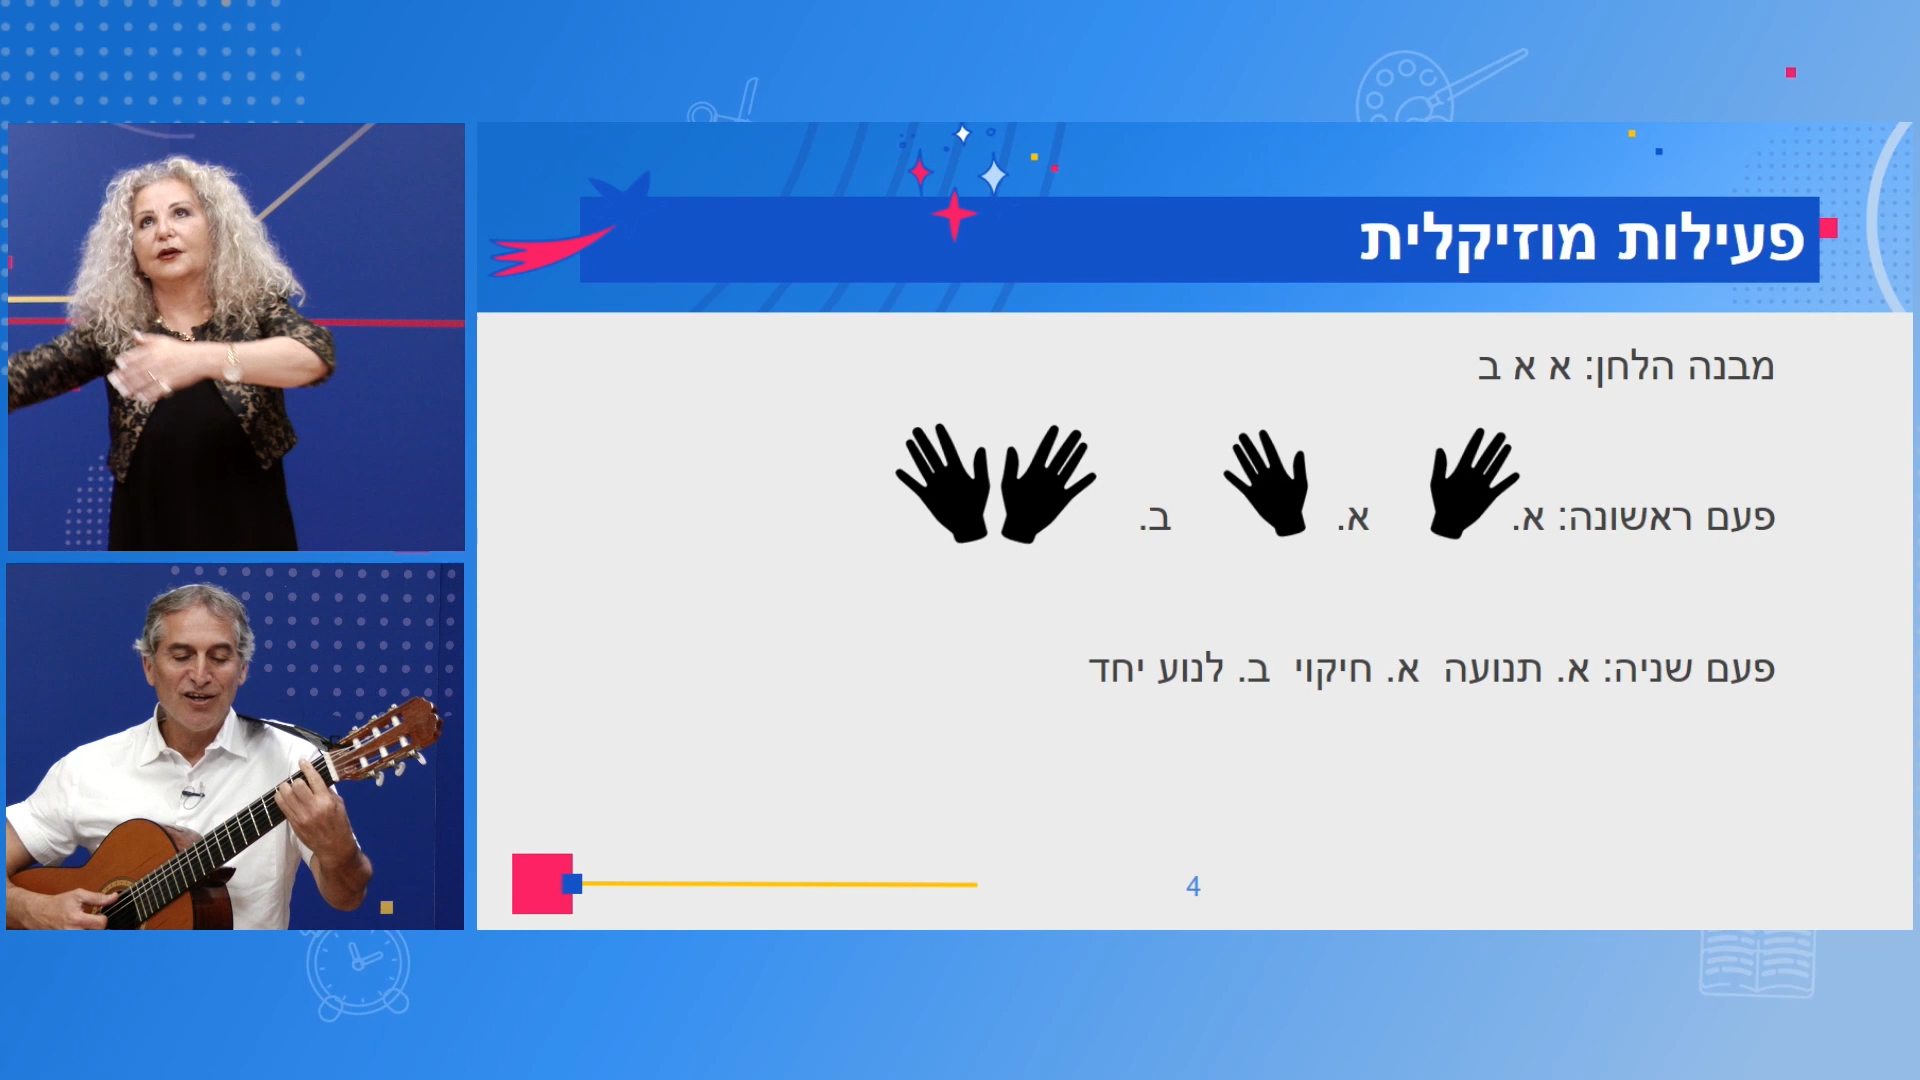 פעילות מוזיקלית
מבנה הלחן: א א ב
פעם ראשונה: א. א. ב.
פעם שניה: א. תנועה א. חיקוי ב. לנוע יחד
4